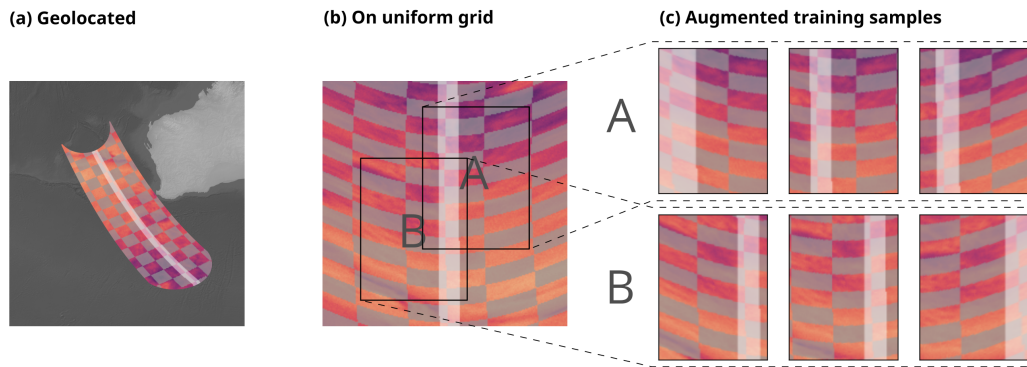 (a) Geolocated
(b) On uniform grid
(c) Augmented training samples
A
A
B
B